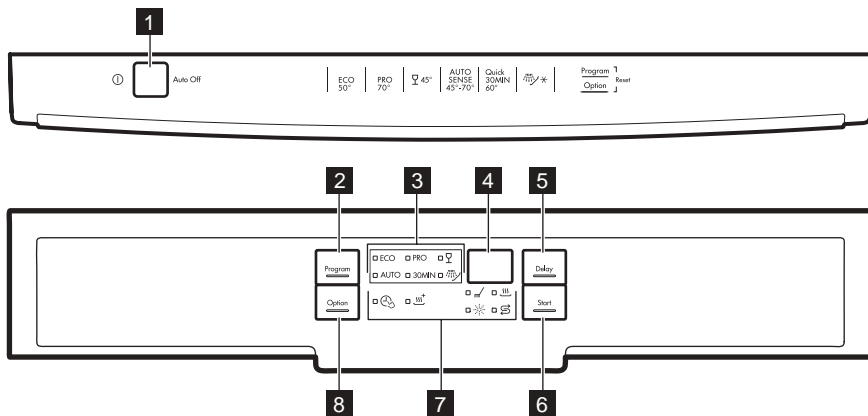 1
Auto Off
ECO
50°
PRO
70°
45°
AUTO
SENSE
45°-70°
Quick
30MIN
60°
Program
Option
Reset
2
3
4
5
Program
ECO
PRO
AUTO
30MIN
Delay
Option
Start
8
7
6